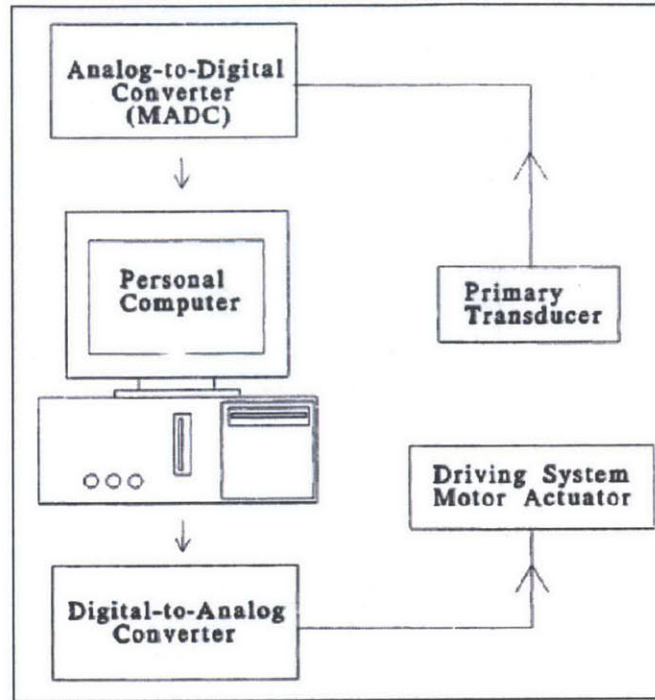 Analog-to-Digital
Converter
(MADC)
Personal
Computer
Primary
Transducer
Driving System
Motor Actuator
Digital-to-Analog
Converter